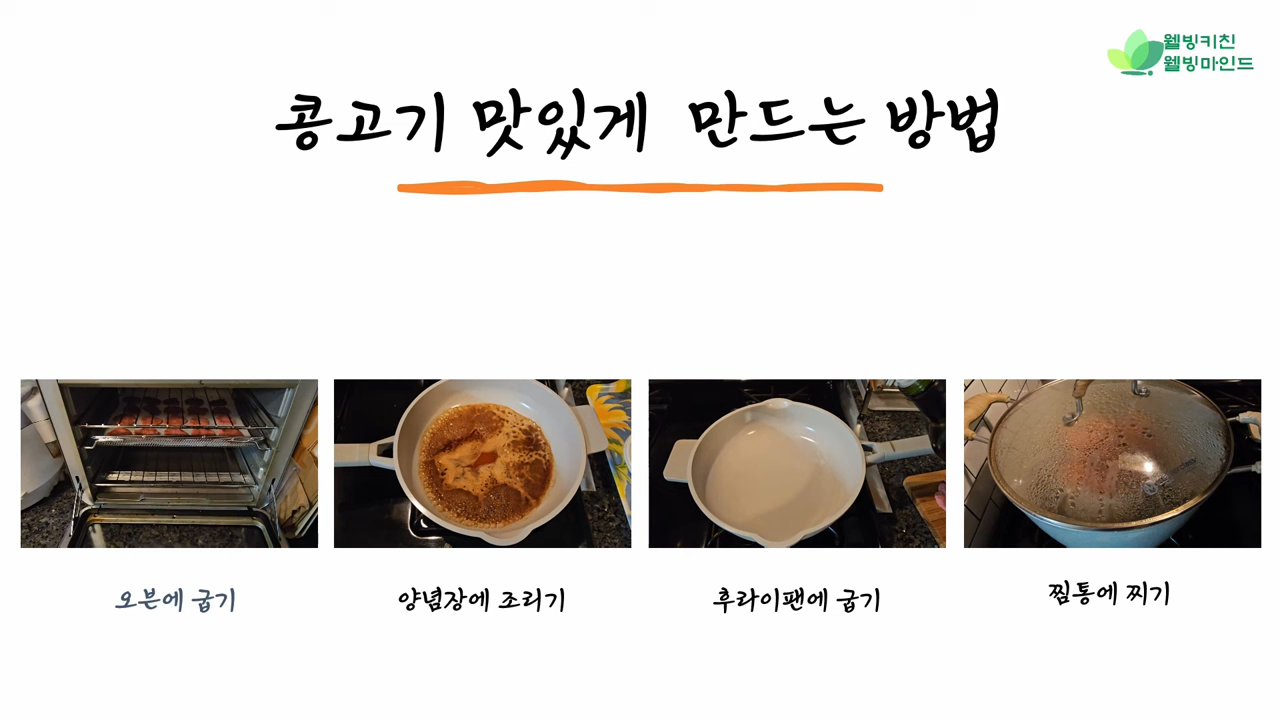 웰빙키친
웰빙마인드
콩고기 맛있게 만드는 방법
오븐에 굽기
양념장에 조리기
후라이팬에 굽기
찜통에 찌기